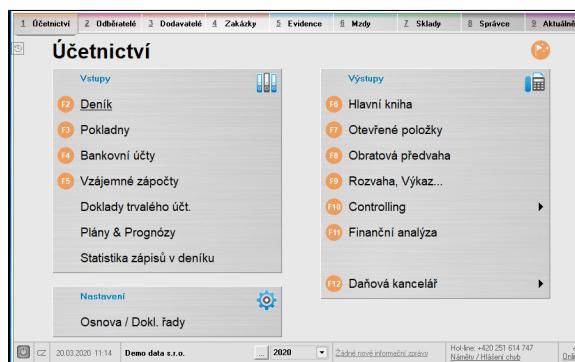 1 Účetnictví 2 Odběratelé 3 Dodavatelé 4 Zakázky 5 Evidence 6 Mzdy 7 Sklady 8 Správce 9 Aktuálně
Účetnictví
Vstupy
F2 Deník
F3 Pokladny
F4 Bankovní účty
F5 Vzájemné zápočty
Doklady trvalého účt.
Plány & Prognózy
Statistika zápisů v deníku
Nastavení
Osnova / Dokl. řady
Výstupy
F6 Hlavní kniha
F7 Otevřené položky
F8 Obratová předvaha
F9 Rozvaha, Výkaz...
F10 Controlling
F11 Finanční analýza
F12 Daňová kancelář
CZ 20.03.2020 11:14 Demo data s.r.o. ... 2020 Žádné nové informační zprávy
Hot-line: +420 251 614 747
Náměty / Hlášení chyb